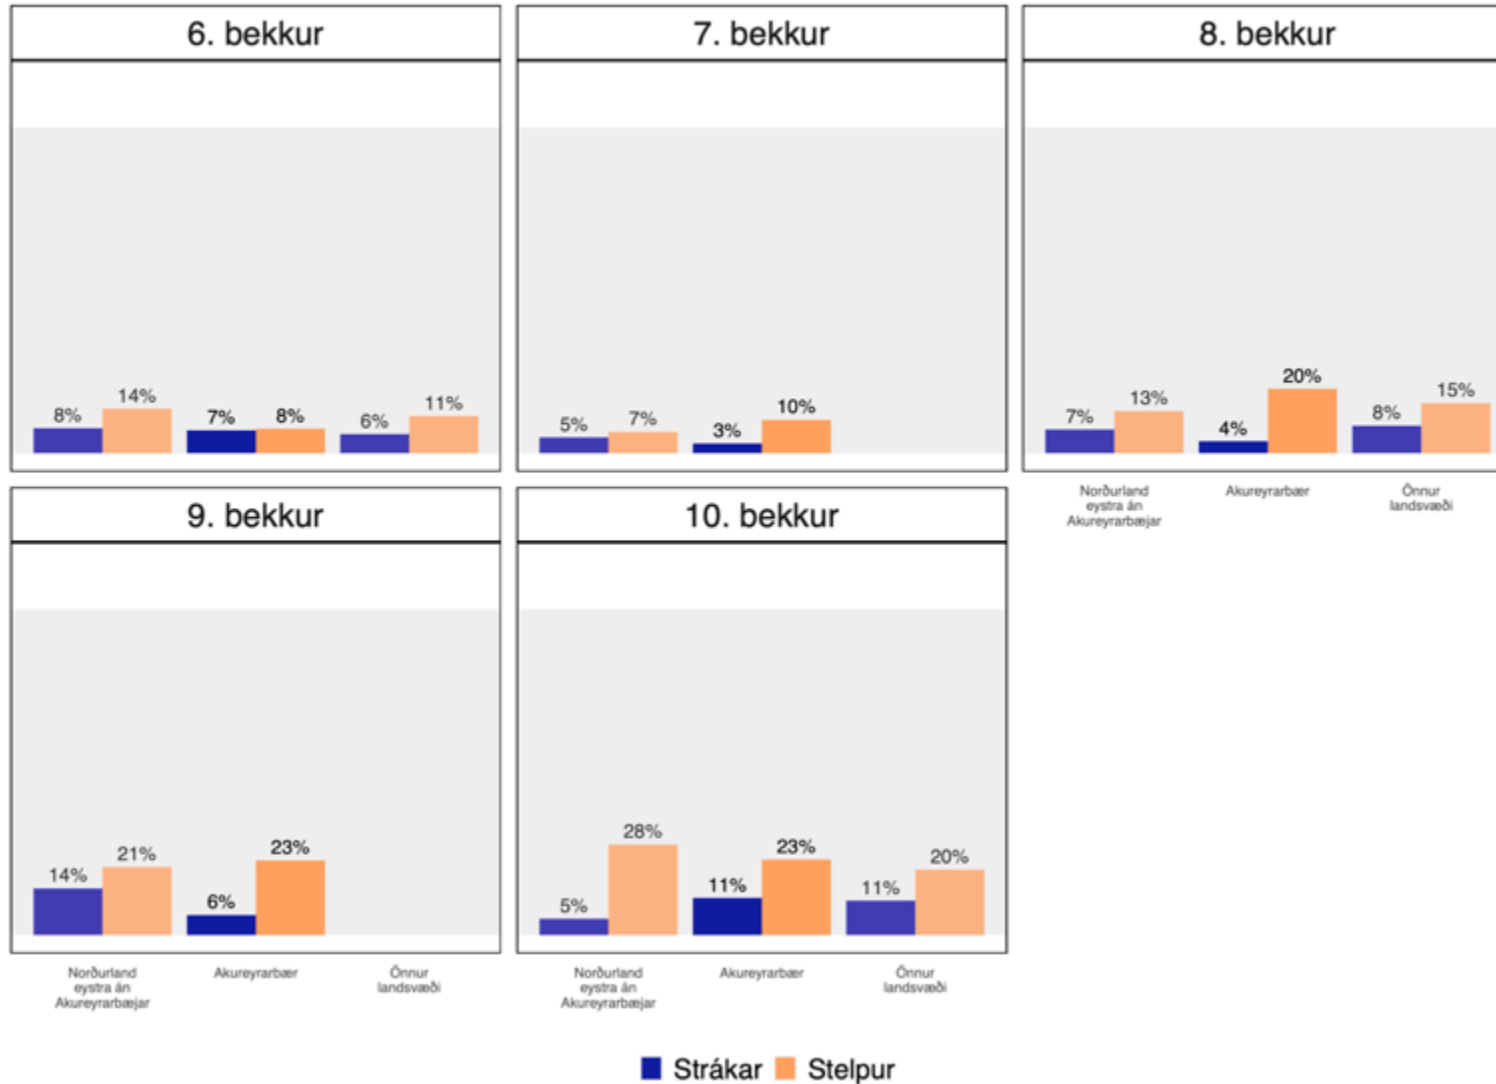 6. bekkur
7. bekkur
8. bekkur
8% 14% 7% 8% 6% 11%
5% 7% 3% 10%
7% 13% 4% 20% 8% 15%
Norðurland
eystra án
Akureyrarbæjar
Akureyrarbær
Önnur
landsvæði
9. bekkur
10. bekkur
14% 21% 6% 23%
5% 28% 11% 23% 11% 20%
Norðurland
eystra án
Akureyrarbæjar
Akureyrarbær
Önnur
landsvæði
Norðurland
eystra án
Akureyrarbæjar
Akureyrarbær
Önnur
landsvæði
Strákar Stelpur